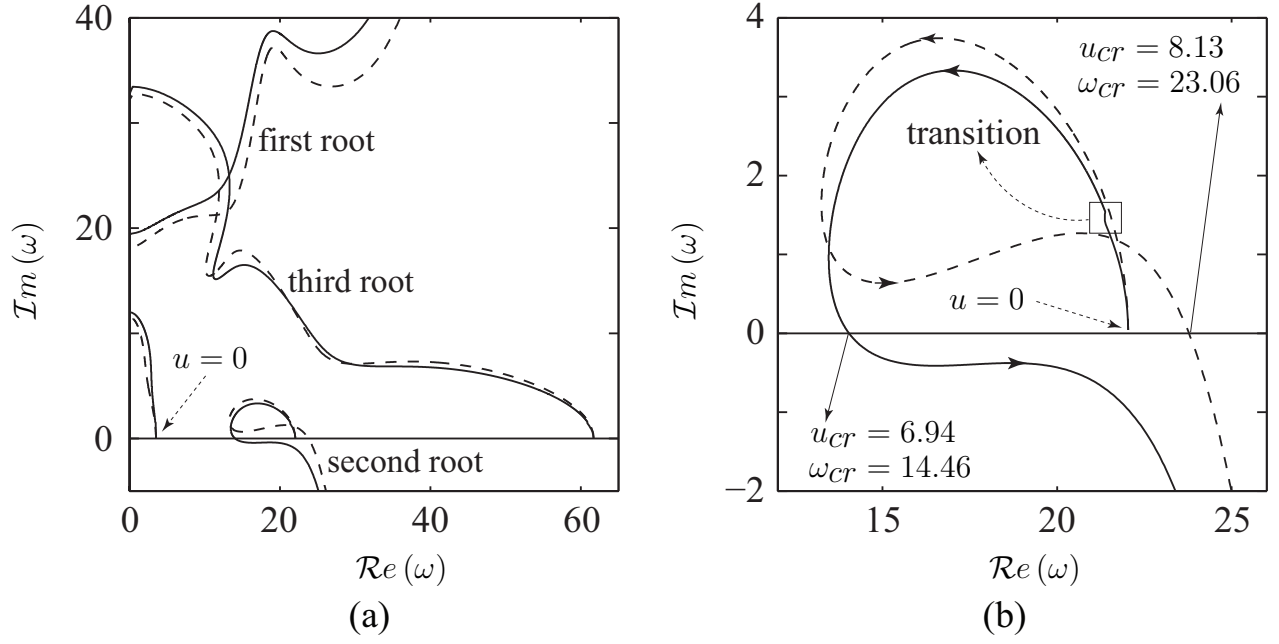 40
20
0
0
20
40
60
ℐm (ω)
ℛe (ω)
first root
third root
u = 0
second root
(a)
4
2
0
−2
15
20
25
ℐm (ω)
ℛe (ω)
u_cr = 8.13
ω_cr = 23.06
transition
u = 0
u_cr = 6.94
ω_cr = 14.46
(b)